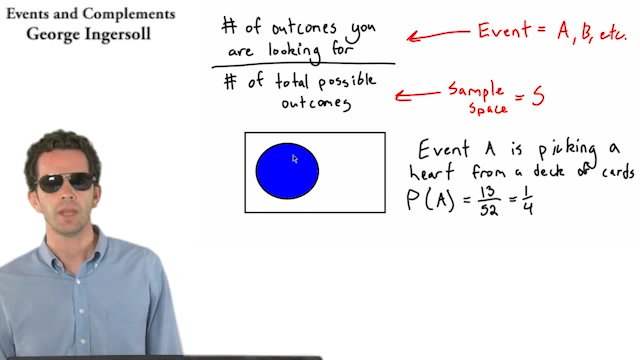 Events and Complements
George Ingersoll
# of outcomes you
are looking for
# of total possible
outcomes
Event = A, B, etc.
Sample
Space = S
Event A is picking a
heart from a deck of cards
P(A) = 13/52 = 1/4